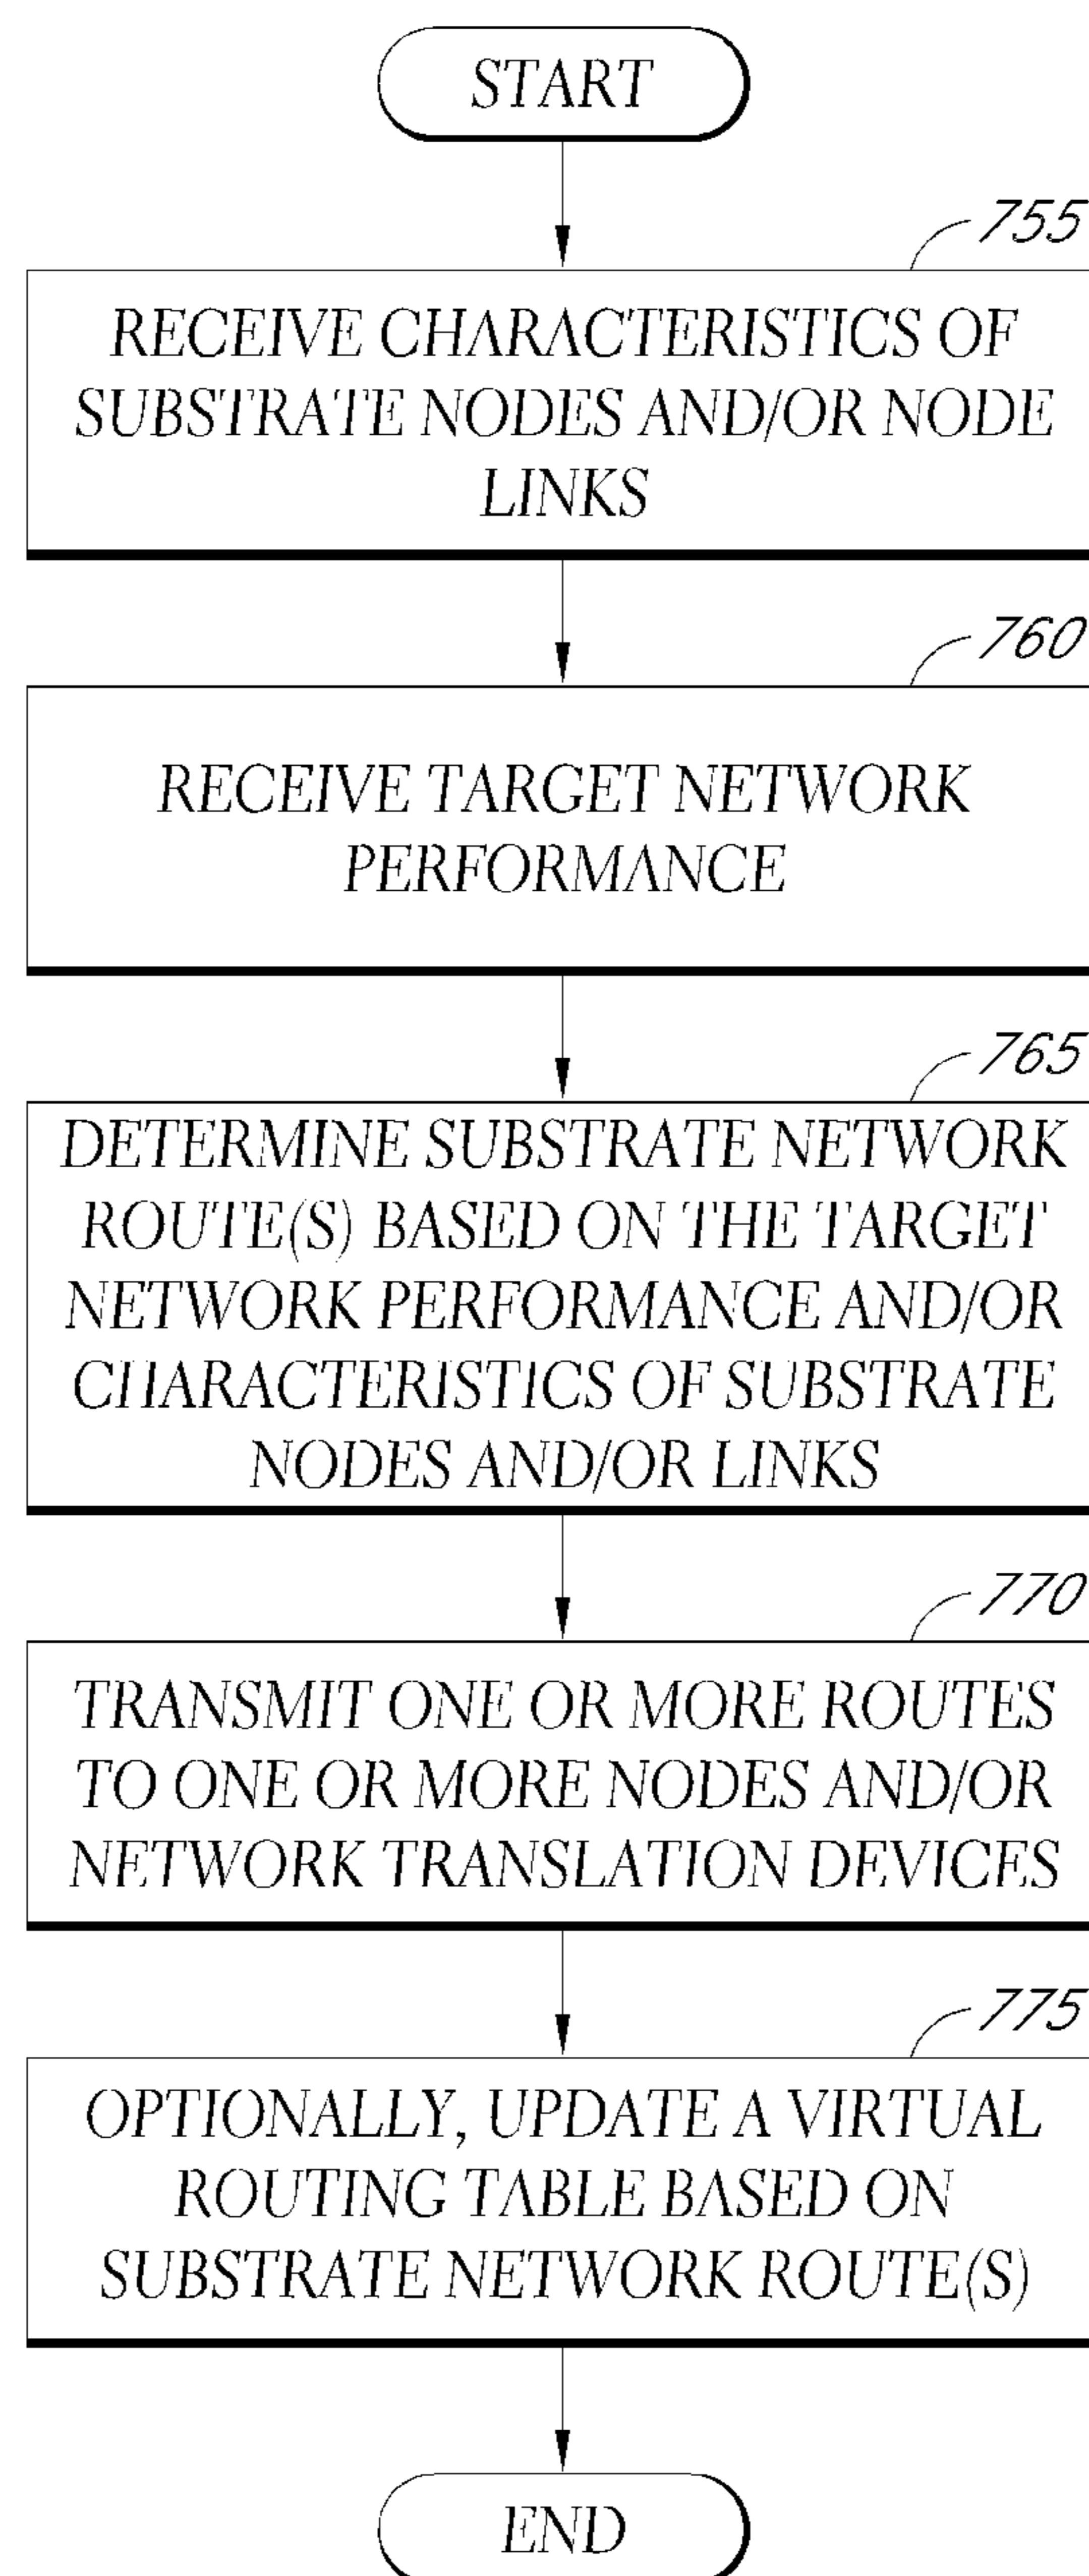 START
755
RECEIVE CHARACTERISTICS OF
SUBSTRATE NODES AND/OR NODE
LINKS
760
RECEIVE TARGET NETWORK
PERFORMANCE
765
DETERMINE SUBSTRATE NETWORK
ROUTE(S) BASED ON THE TARGET
NETWORK PERFORMANCE AND/OR
CHARACTERISTICS OF SUBSTRATE
NODES AND/OR LINKS
770
TRANSMIT ONE OR MORE ROUTES
TO ONE OR MORE NODES AND/OR
NETWORK TRANSLATION DEVICES
775
OPTIONALLY, UPDATE A VIRTUAL
ROUTING TABLE BASED ON
SUBSTRATE NETWORK ROUTE(S)
END